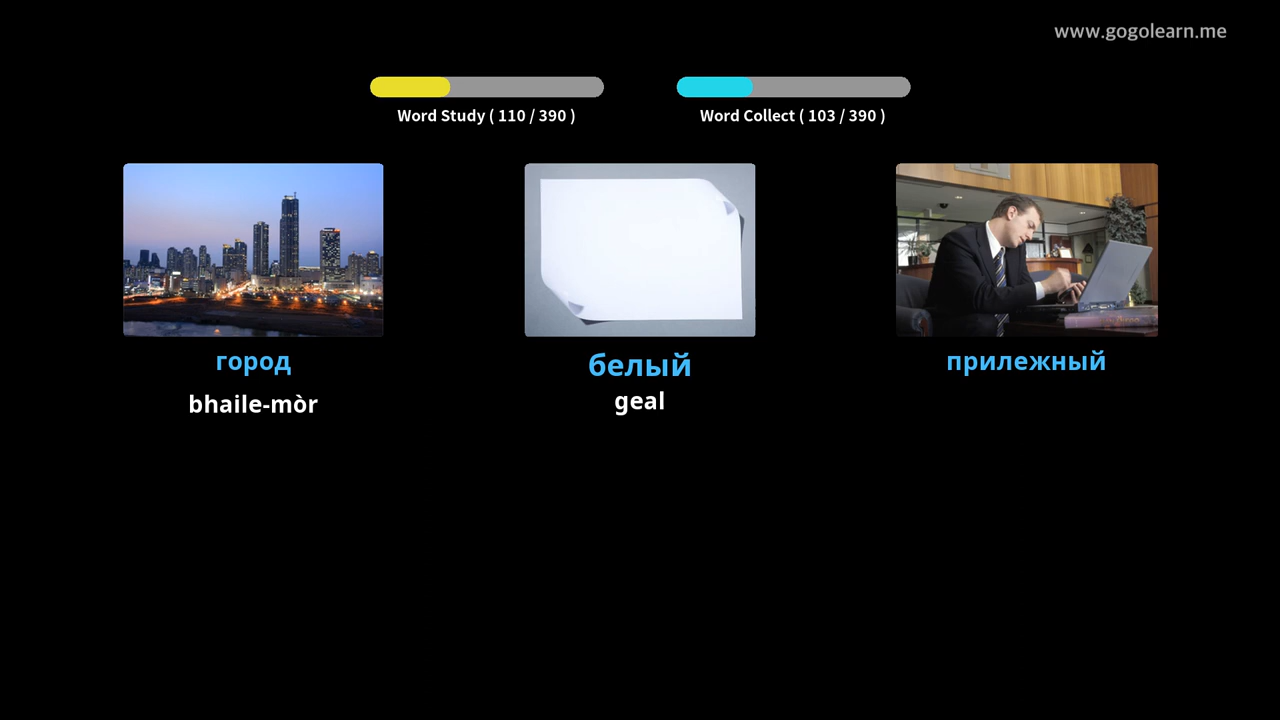 www.gogolearn.me
Word Study ( 110 / 390 )
Word Collect ( 103 / 390 )
город
белый
прилежный
bhaile-mòr
geal